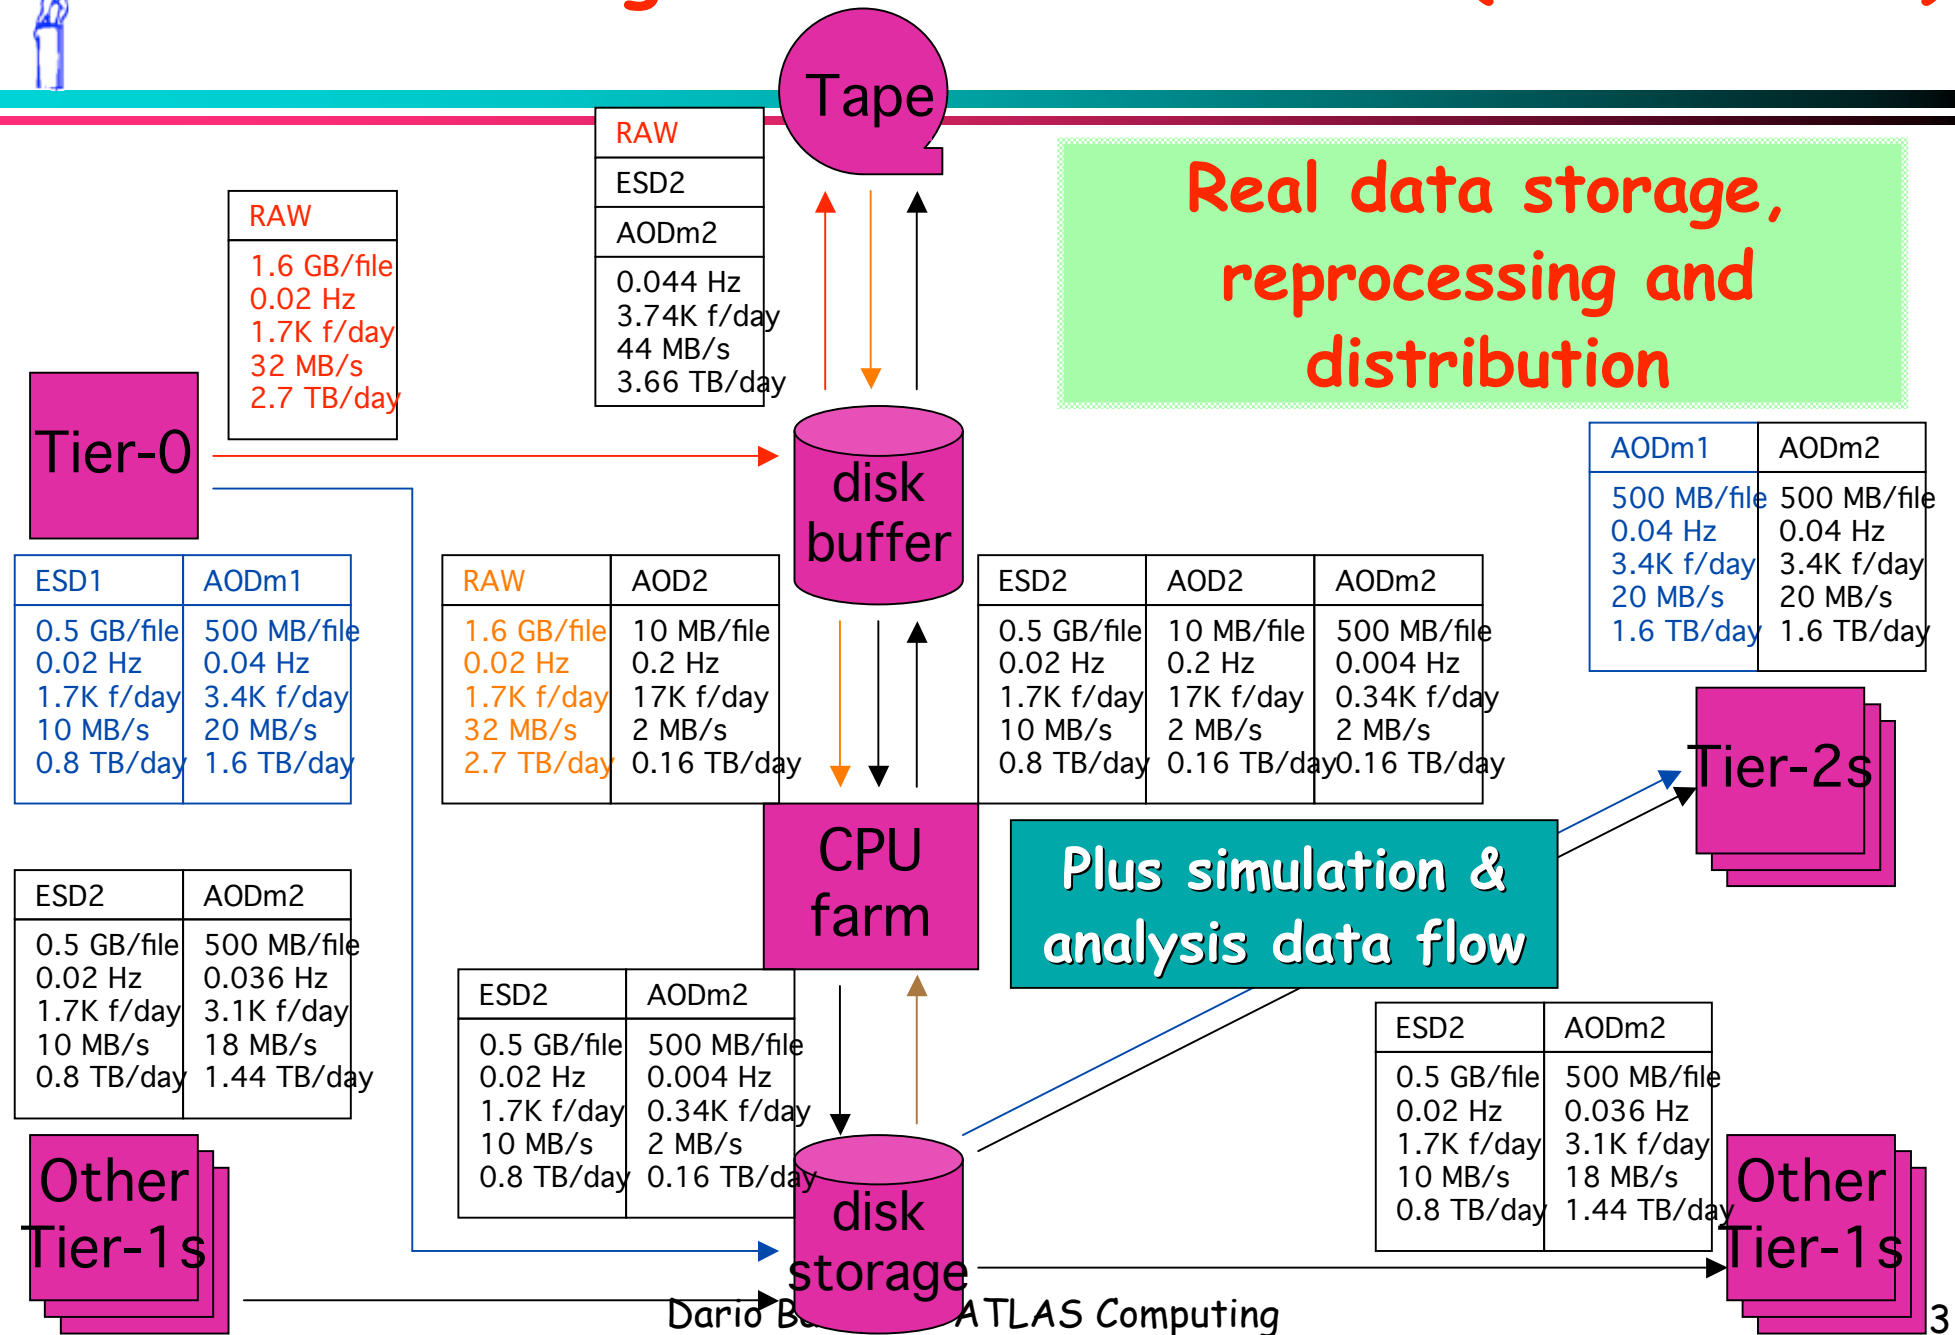 Tape
Real data storage,
reprocessing and
distribution
RAW
ESD2
AODm2
0.044 Hz
3.74K f/day
44 MB/s
3.66 TB/day
RAW
1.6 GB/file
0.02 Hz
1.7K f/day
32 MB/s
2.7 TB/day
Tier-0
disk
buffer
AODm1 AODm2
500 MB/file 500 MB/file
0.04 Hz 0.04 Hz
3.4K f/day 3.4K f/day
20 MB/s 20 MB/s
1.6 TB/day 1.6 TB/day
ESD1 AODm1
0.5 GB/file 500 MB/file
0.02 Hz 0.04 Hz
1.7K f/day 3.4K f/day
10 MB/s 20 MB/s
0.8 TB/day 1.6 TB/day
RAW AOD2
1.6 GB/file 10 MB/file
0.02 Hz 0.2 Hz
1.7K f/day 17K f/day
32 MB/s 2 MB/s
2.7 TB/day 0.16 TB/day
ESD2 AOD2 AODm2
0.5 GB/file 10 MB/file 500 MB/file
0.02 Hz 0.2 Hz 0.004 Hz
1.7K f/day 17K f/day 0.34K f/day
10 MB/s 2 MB/s 2 MB/s
0.8 TB/day 0.16 TB/day 0.16 TB/day
Tier-2s
CPU
farm
Plus simulation &
analysis data flow
ESD2 AODm2
0.5 GB/file 500 MB/file
0.02 Hz 0.036 Hz
1.7K f/day 3.1K f/day
10 MB/s 18 MB/s
0.8 TB/day 1.44 TB/day
ESD2 AODm2
0.5 GB/file 500 MB/file
0.02 Hz 0.004 Hz
1.7K f/day 0.34K f/day
10 MB/s 2 MB/s
0.8 TB/day 0.16 TB/day
ESD2 AODm2
0.5 GB/file 500 MB/file
0.02 Hz 0.036 Hz
1.7K f/day 3.1K f/day
10 MB/s 18 MB/s
0.8 TB/day 1.44 TB/day
Other
Tier-1s
disk
storage
Other
Tier-1s
Dario ATLAS Computing
3